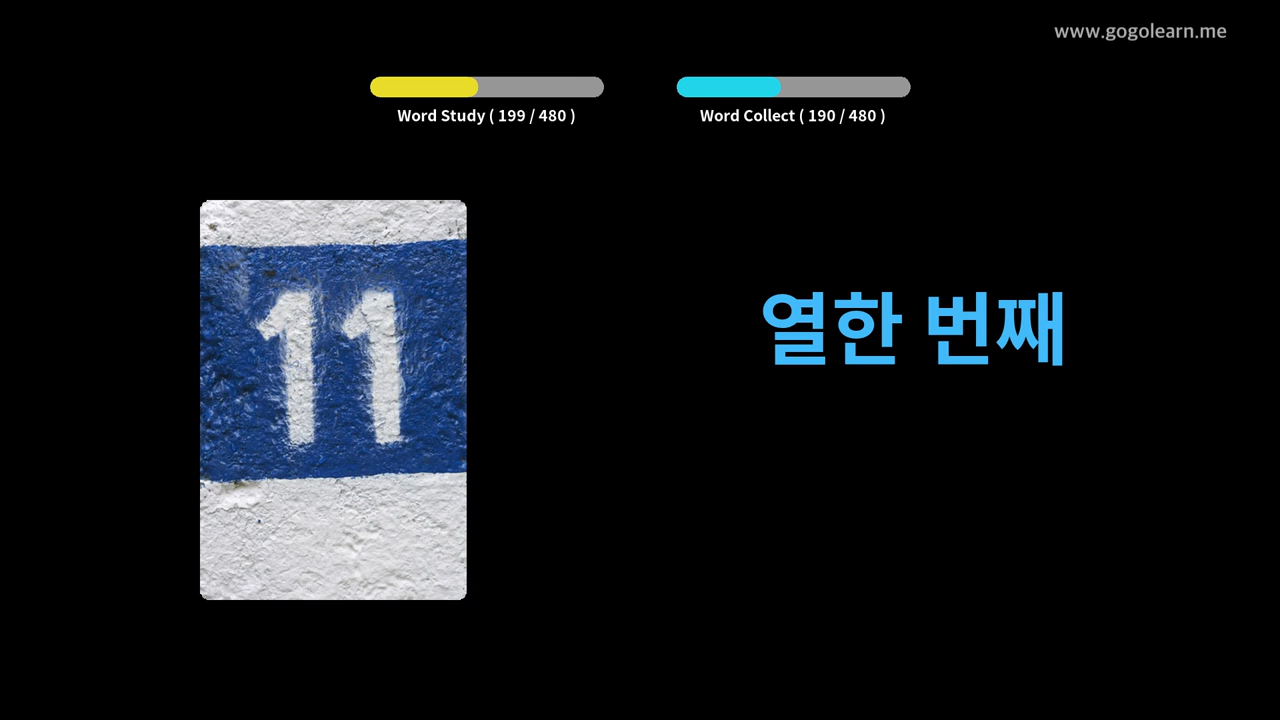 www.gogolearn.me
Word Study ( 199 / 480 )
Word Collect ( 190 / 480 )
11
열한 번째